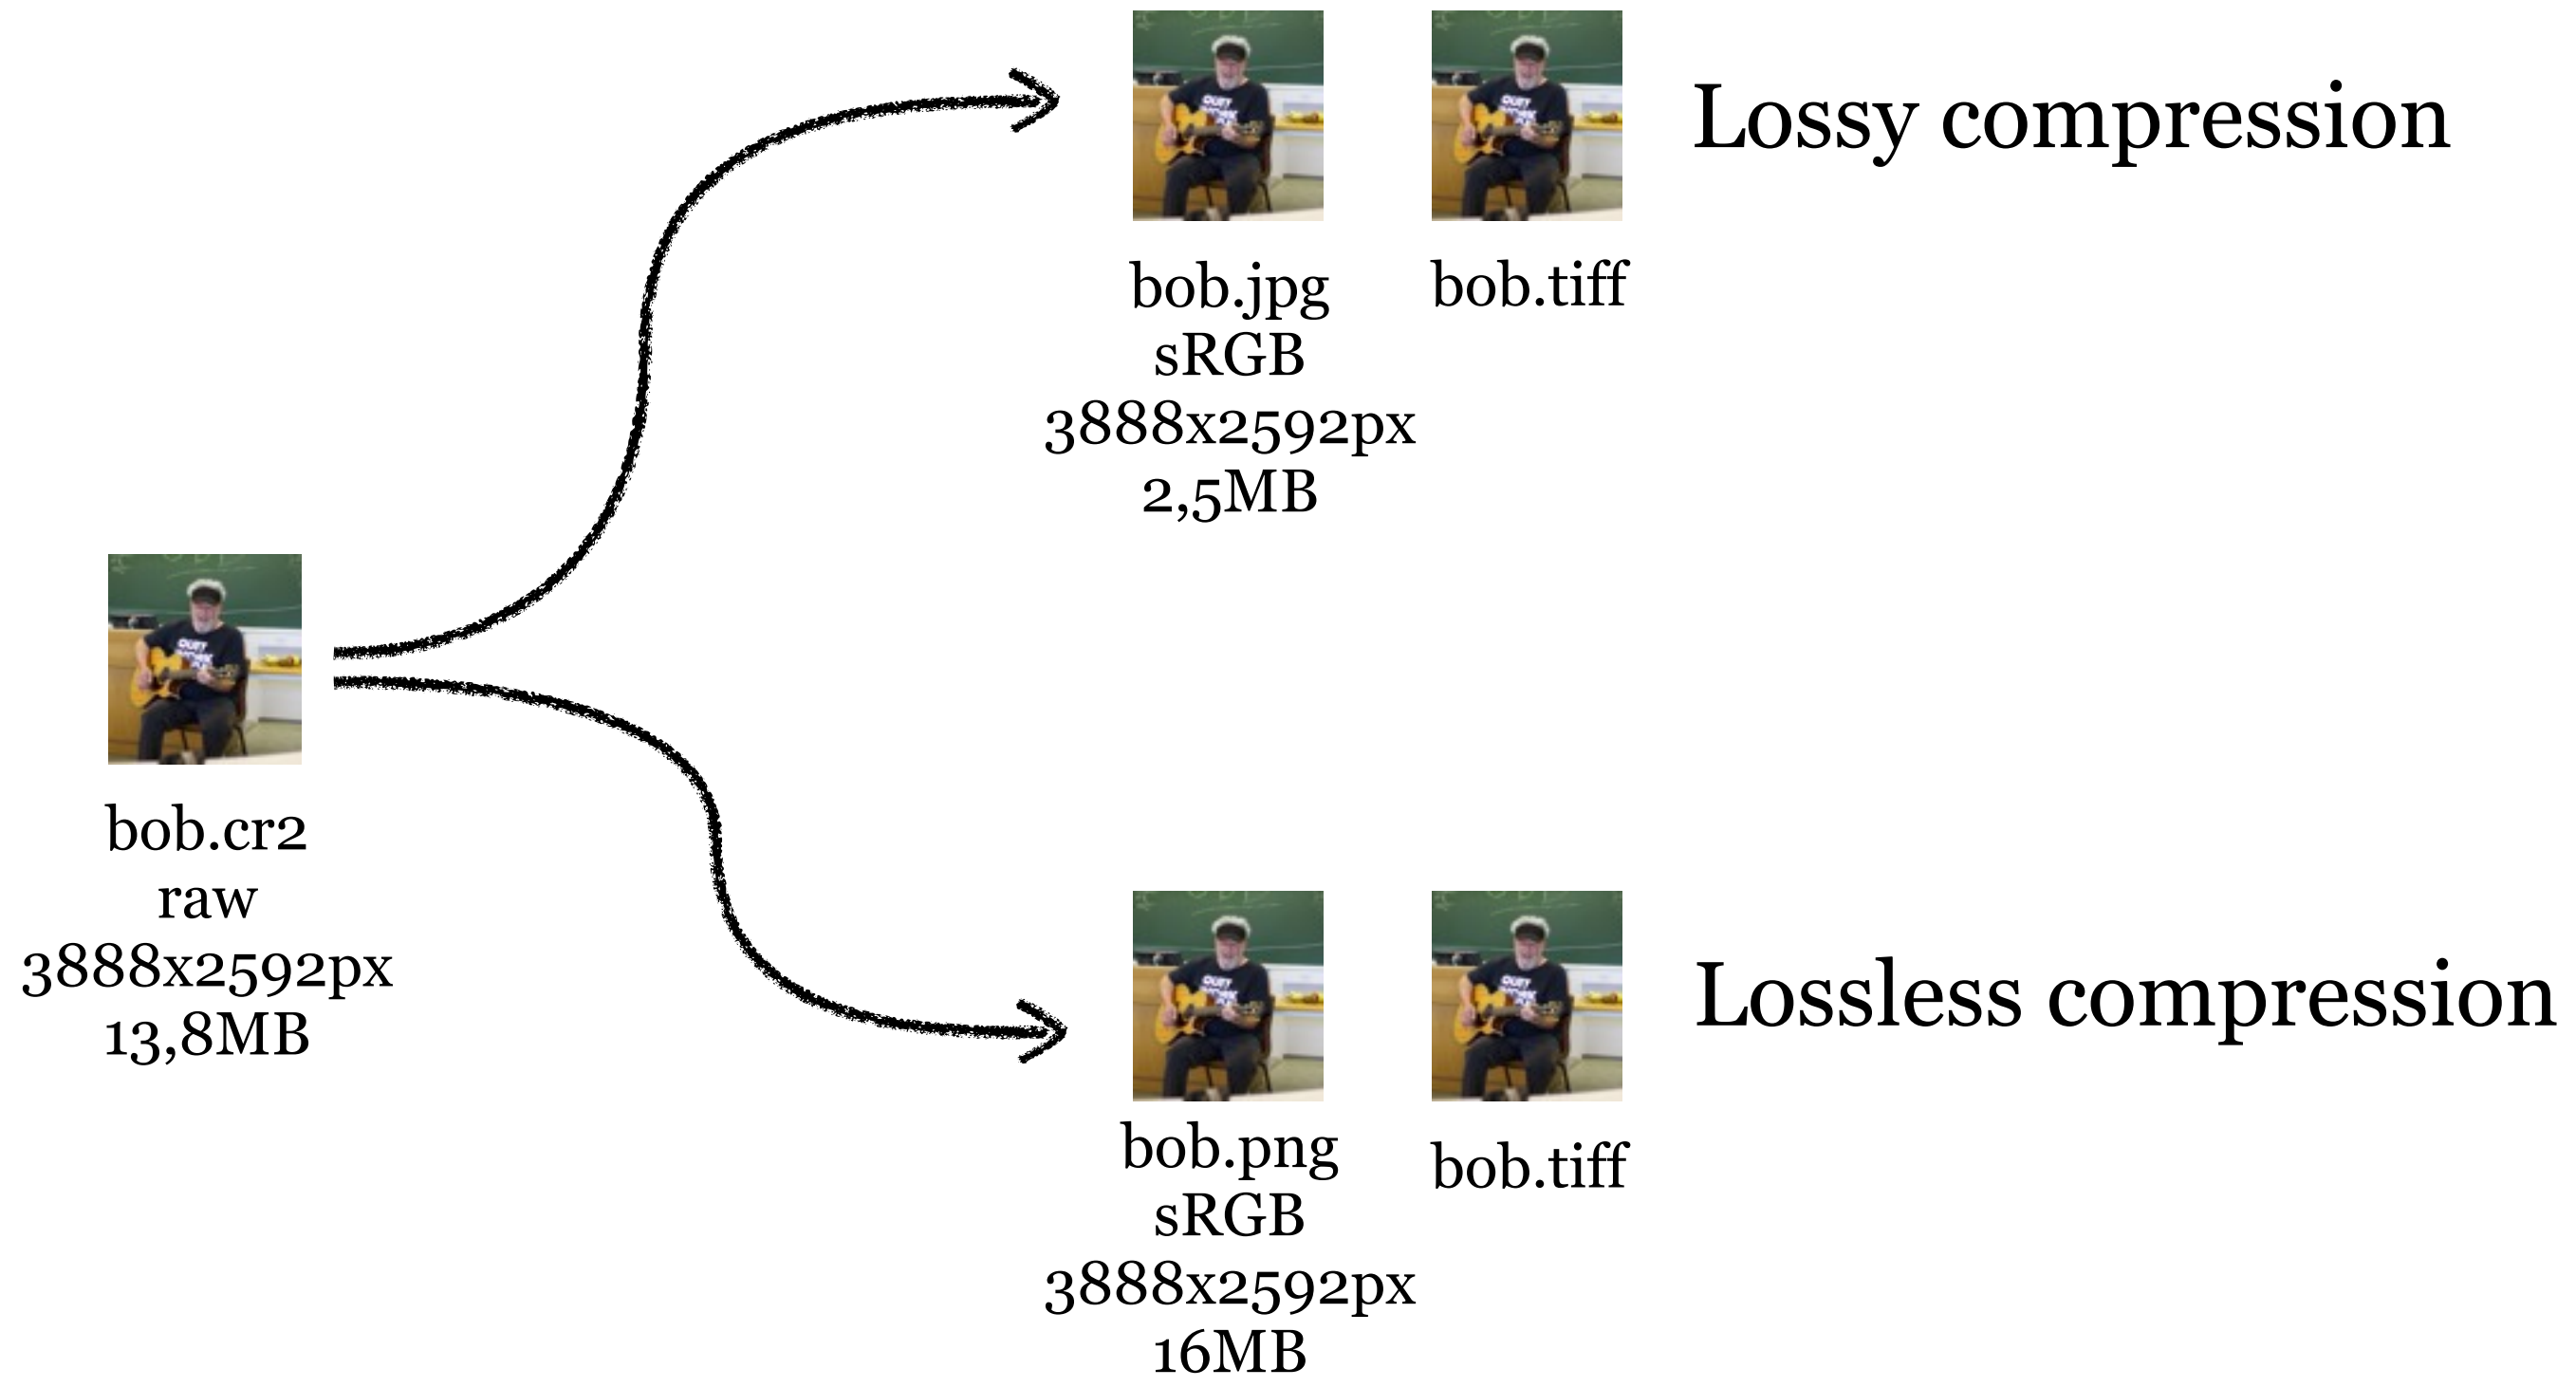 Lossy compression
bob.jpg
sRGB
3888x2592px
2,5MB
bob.tiff
bob.cr2
raw
3888x2592px
13,8MB
Lossless compression
bob.png
sRGB
3888x2592px
16MB
bob.tiff